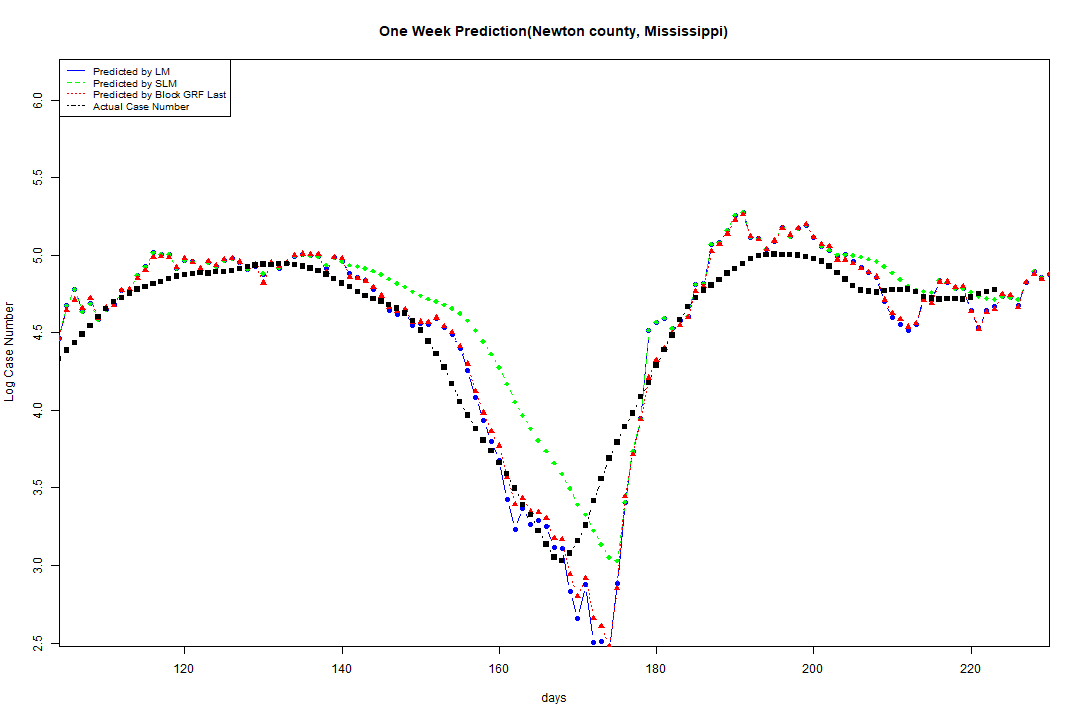 One Week Prediction(Newton county, Mississippi)
Predicted by LM
Predicted by SLM
Predicted by Block GRF Last
Actual Case Number
Log Case Number
6.0
5.5
5.0
4.5
4.0
3.5
3.0
2.5
120 140 160 180 200 220
days